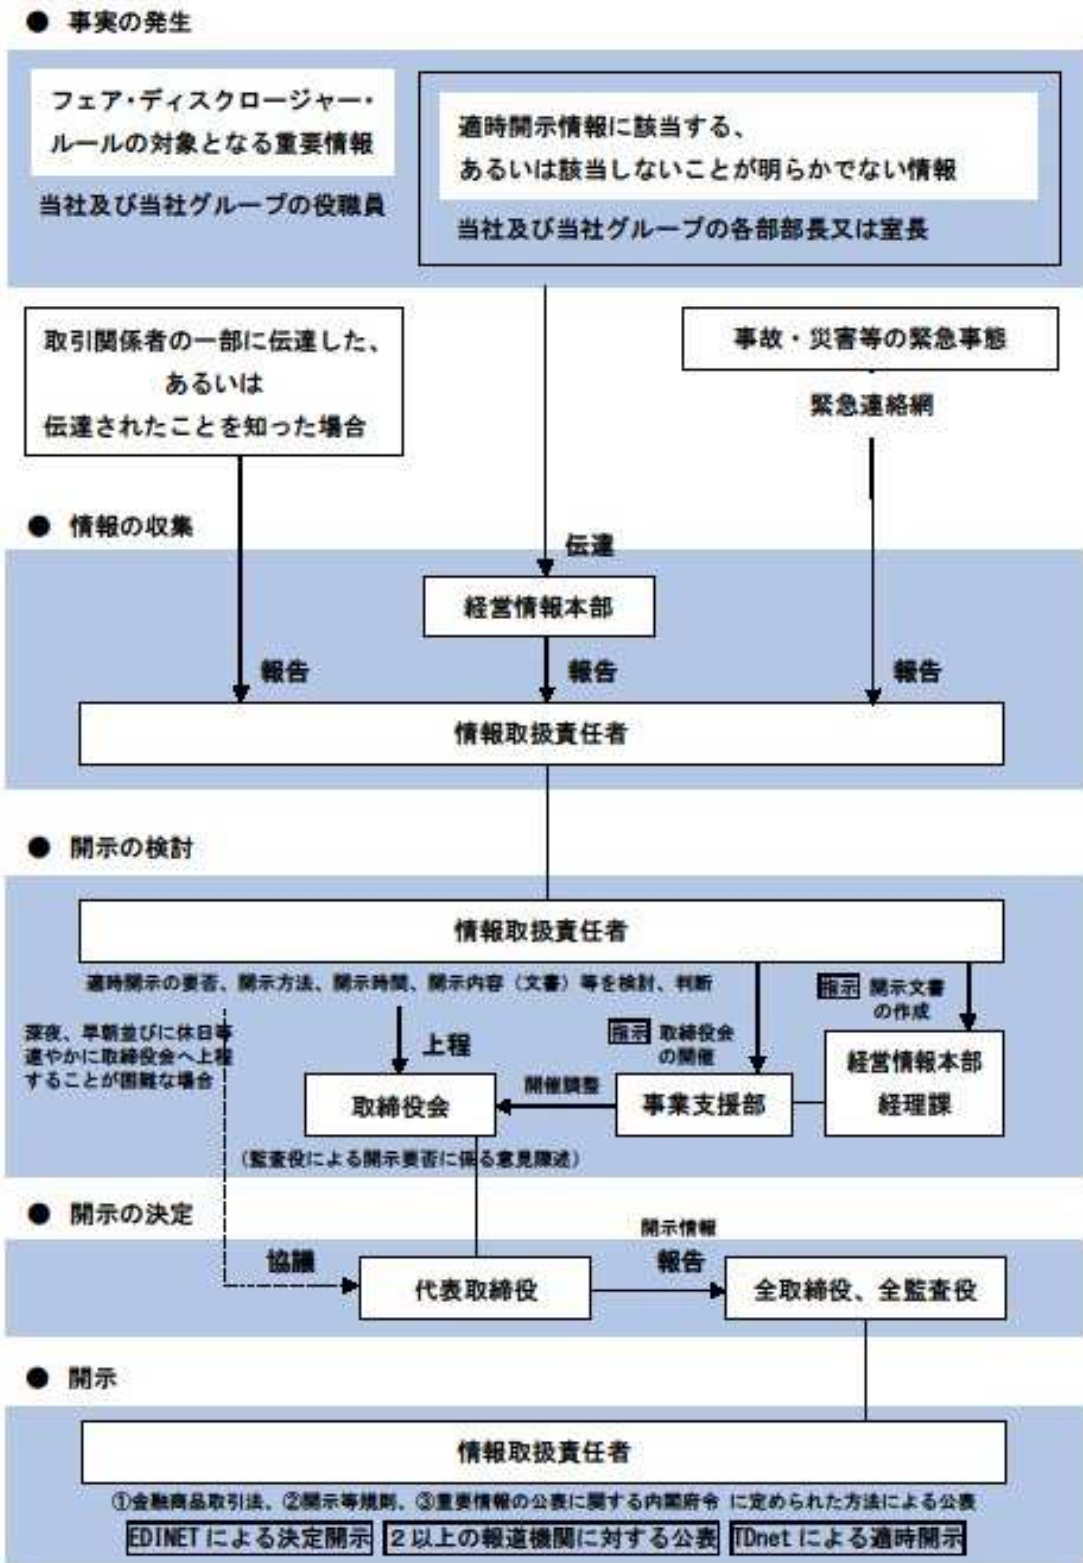 ● 事実の発生
フェア・ディスクロージャー・
ルールの対象となる重要情報
当社及び当社グループの役職員
適時開示情報に該当する、
あるいは該当しないことが明らかでない情報
当社及び当社グループの各部部長又は室長
取引関係者の一部に伝達した、
あるいは
伝達されたことを知った場合
事故・災害等の緊急事態
緊急連絡網
● 情報の収集
伝達
経営情報本部
報告
報告
報告
情報取扱責任者
● 開示の検討
情報取扱責任者
適時開示の要否、開示方法、開示時間、開示内容(文書)等を検討、判断
指示 開示文書
の作成
深夜、早朝並びに休日等
速やかに取締役会へ上程
することが困難な場合
上程
指示 取締役会
の開催
経営情報本部
経理課
取締役会
開催調整
事業支援部
(監査役による開示要否に係る意見陳述)
● 開示の決定
開示情報
協議
報告
代表取締役
全取締役、全監査役
● 開示
情報取扱責任者
①金融商品取引法、②開示等規則、③重要情報の公表に関する内閣府令 に定められた方法による公表
EDINETによる決定開示 2以上の報道機関に対する公表 TDnetによる適時開示